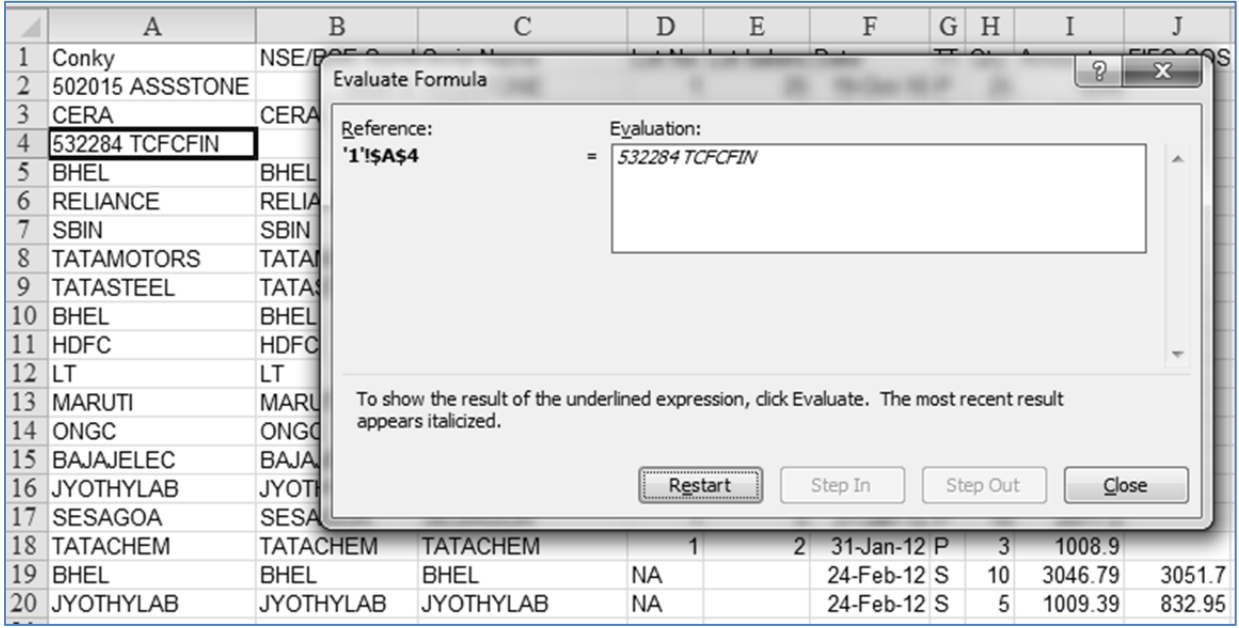 A B C D E F G H I J
1 Conky
2 502015 ASSSTONE
3 CERA CERA
4 532284 TCFCFIN
5 BHEL BHEL
6 RELIANCE
7 SBIN SBIN
8 TATAMOTORS
9 TATASTEEL
10 BHEL BHEL
11 HDFC HDFC
12 LT LT
13 MARUTI
14 ONGC
15 BAJAJELEC
16 JYOTHYLAB
17 SESAGOA
18 TATACHEM TATACHEM TATACHEM 1 2 31-Jan-12 P 3 1008.9
19 BHEL BHEL BHEL NA 24-Feb-12 S 10 3046.79 3051.7
20 JYOTHYLAB JYOTHYLAB JYOTHYLAB NA 24-Feb-12 S 5 1009.39 832.95
Evaluate Formula
Reference: Evaluation:
'1'!$A$4 = 532284 TCFCFIN
To show the result of the underlined expression, click Evaluate. The most recent result
appears italicized.
Restart Step In Step Out Close